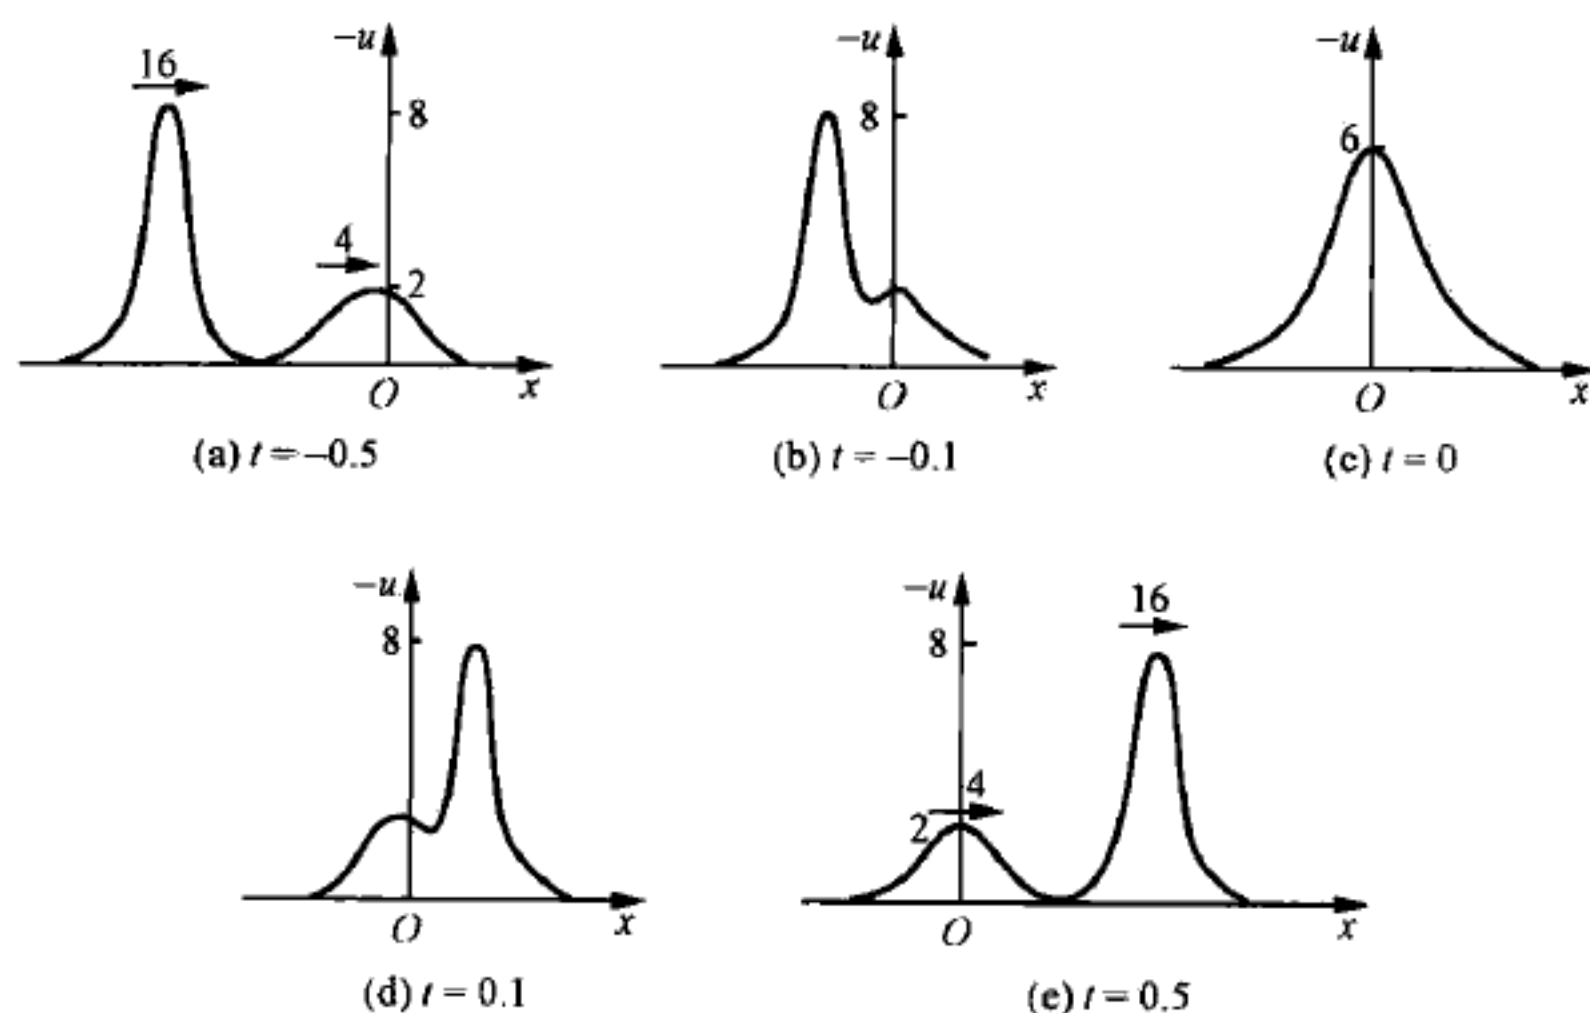 −u −u −u
16
8 8
6
4
2
O x O x O x
(a) t = −0.5 (b) t = −0.1 (c) t = 0
−u −u 16
8 8
4
2
O x O x
(d) t = 0.1 (e) t = 0.5